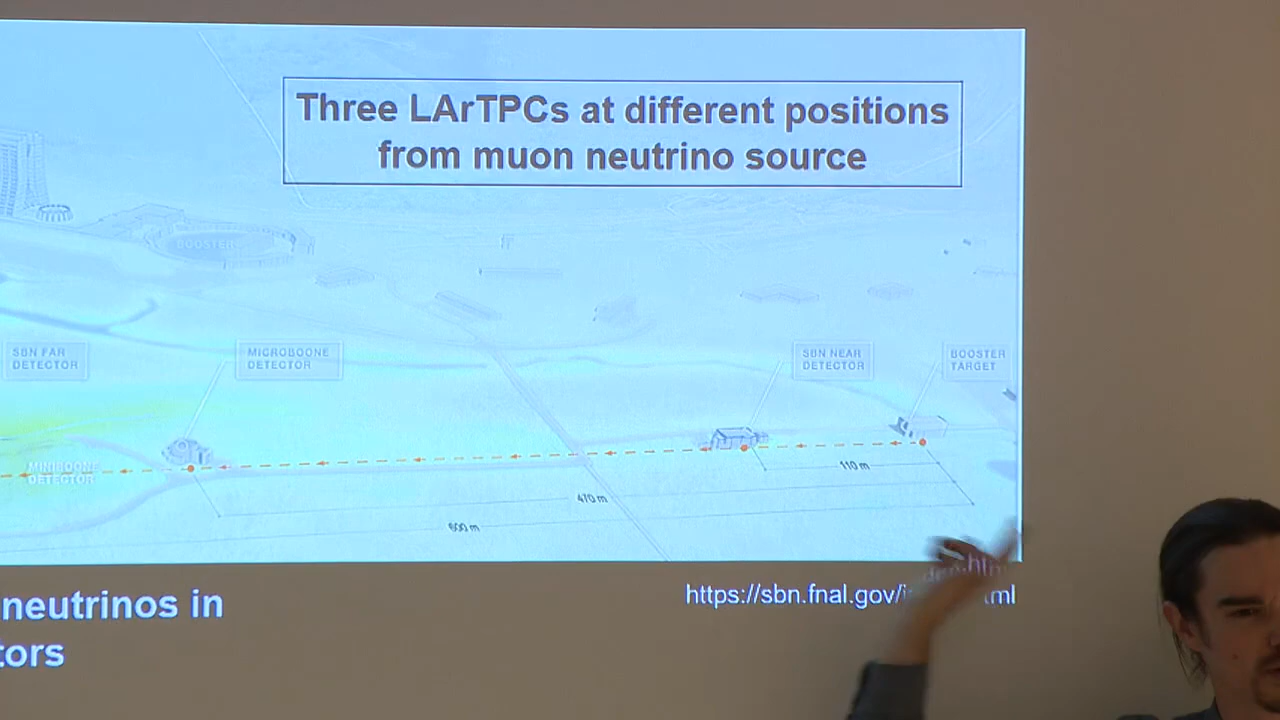 Three LArTPCs at different positions
from muon neutrino source
BOOSTER
SBN FAR
DETECTOR
MICROBOONE
DETECTOR
SBN NEAR
DETECTOR
BOOSTER
TARGET
MINIBOONE
DETECTOR
110 m
470 m
600 m
neutrinos in
tors
https://sbn.fnal.gov/